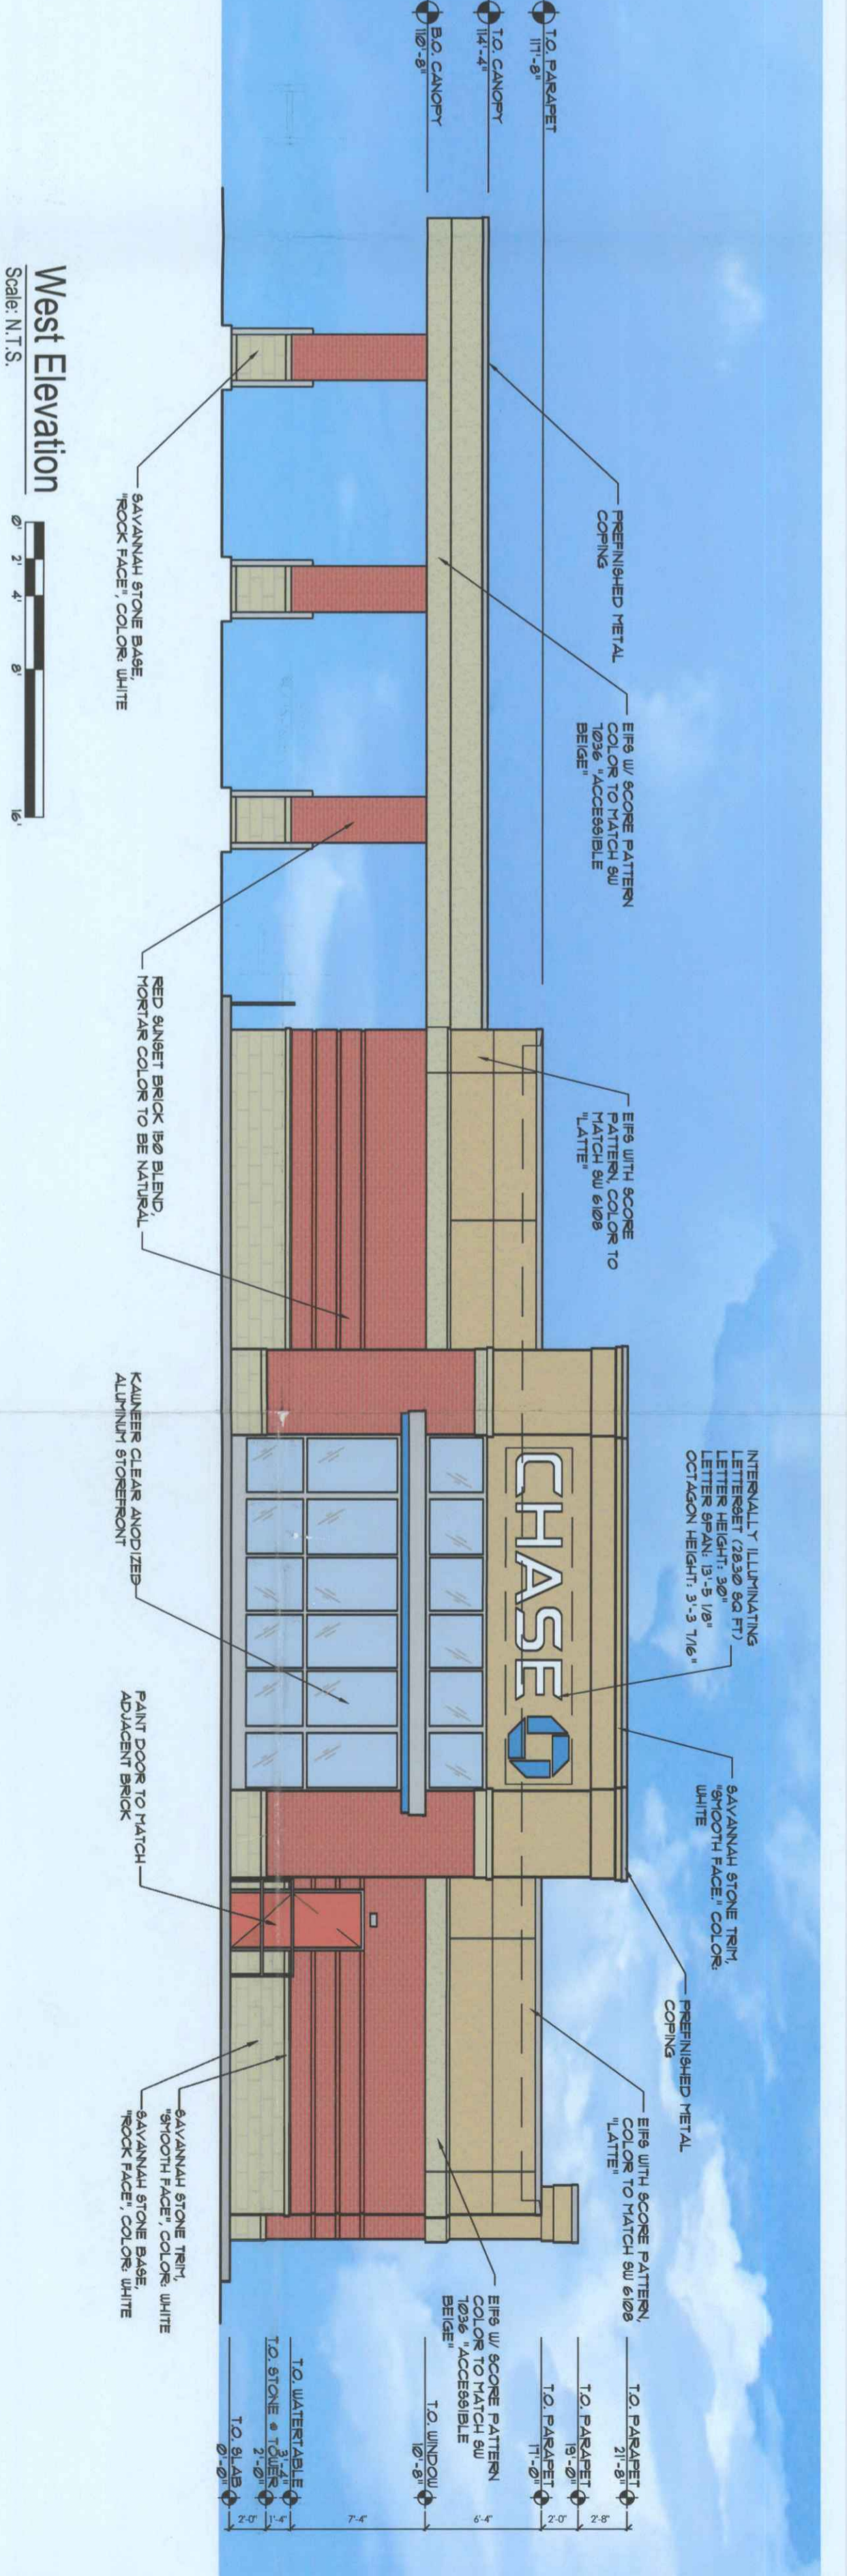 T.O. PARAPET
117'-8"
T.O. CANOPY
114'-4"
B.O. CANOPY
110'-8"
PREFINISHED METAL
COPING
EIFS W/ SCORE PATTERN
COLOR TO MATCH SW
7036 "ACCESSIBLE
BEIGE"
EIFS WITH SCORE
PATTERN, COLOR TO
MATCH SW 6108
"LATTE"
INTERNALLY ILLUMINATING
LETTERSET (28.30 SQ FT)
LETTER HEIGHT: 30"
LETTER SPAN: 13'-5 1/8"
OCTAGON HEIGHT: 3'-3 7/16"
SAVANNAH STONE TRIM,
"SMOOTH FACE," COLOR:
WHITE
PREFINISHED METAL
COPING
EIFS WITH SCORE PATTERN,
COLOR TO MATCH SW 6108
"LATTE"
EIFS W/ SCORE PATTERN
COLOR TO MATCH SW
7036 "ACCESSIBLE
BEIGE"
CHASE
T.O. PARAPET
21'-8"
T.O. PARAPET
19'-0"
T.O. PARAPET
17'-0"
T.O. WINDOW
10'-8"
T.O. WATERTABLE
3'-4"
T.O. STONE @ TOWER
2'-0"
T.O. SLAB
0'-0"
2'-8"
2'-0"
6'-4"
7'-4"
1'-4"
2'-0"
SAVANNAH STONE BASE,
"ROCK FACE", COLOR: WHITE
RED SUNSET BRICK 150 BLEND,
MORTAR COLOR TO BE NATURAL
KAWNEER CLEAR ANODIZED
ALUMINUM STOREFRONT
PAINT DOOR TO MATCH
ADJACENT BRICK
SAVANNAH STONE TRIM,
"SMOOTH FACE", COLOR: WHITE
SAVANNAH STONE BASE,
"ROCK FACE", COLOR: WHITE
West Elevation
Scale: N.T.S.
0' 2' 4' 8' 16'